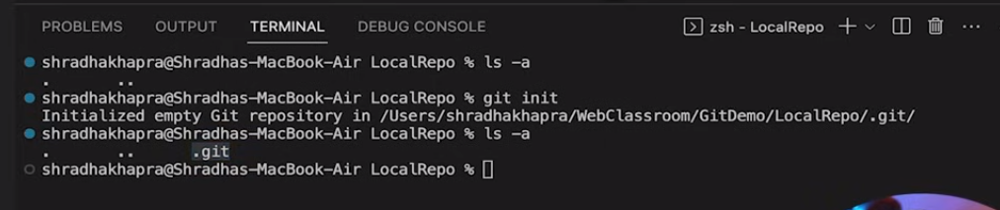 PROBLEMS OUTPUT TERMINAL DEBUG CONSOLE zsh - LocalRepo
shradhakhapra@Shradhas-MacBook-Air LocalRepo % ls -a
. ..
shradhakhapra@Shradhas-MacBook-Air LocalRepo % git init
Initialized empty Git repository in /Users/shradhakhapra/WebClassroom/GitDemo/LocalRepo/.git/
shradhakhapra@Shradhas-MacBook-Air LocalRepo % ls -a
. .. .git
shradhakhapra@Shradhas-MacBook-Air LocalRepo %